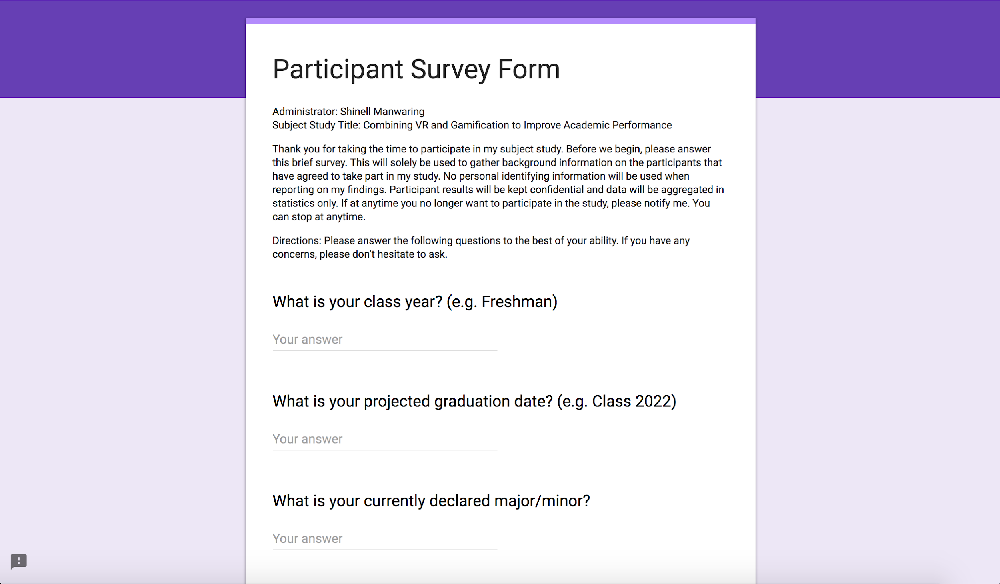 Participant Survey Form
Administrator: Shinell Manwaring
Subject Study Title: Combining VR and Gamification to Improve Academic Performance
Thank you for taking the time to participate in my subject study. Before we begin, please answer
this brief survey. This will solely be used to gather background information on the participants that
have agreed to take part in my study. No personal identifying information will be used when
reporting on my findings. Participant results will be kept confidential and data will be aggregated in
statistics only. If at anytime you no longer want to participate in the study, please notify me. You
can stop at anytime.
Directions: Please answer the following questions to the best of your ability. If you have any
concerns, please don’t hesitate to ask.
What is your class year? (e.g. Freshman)
Your answer
What is your projected graduation date? (e.g. Class 2022)
Your answer
What is your currently declared major/minor?
Your answer